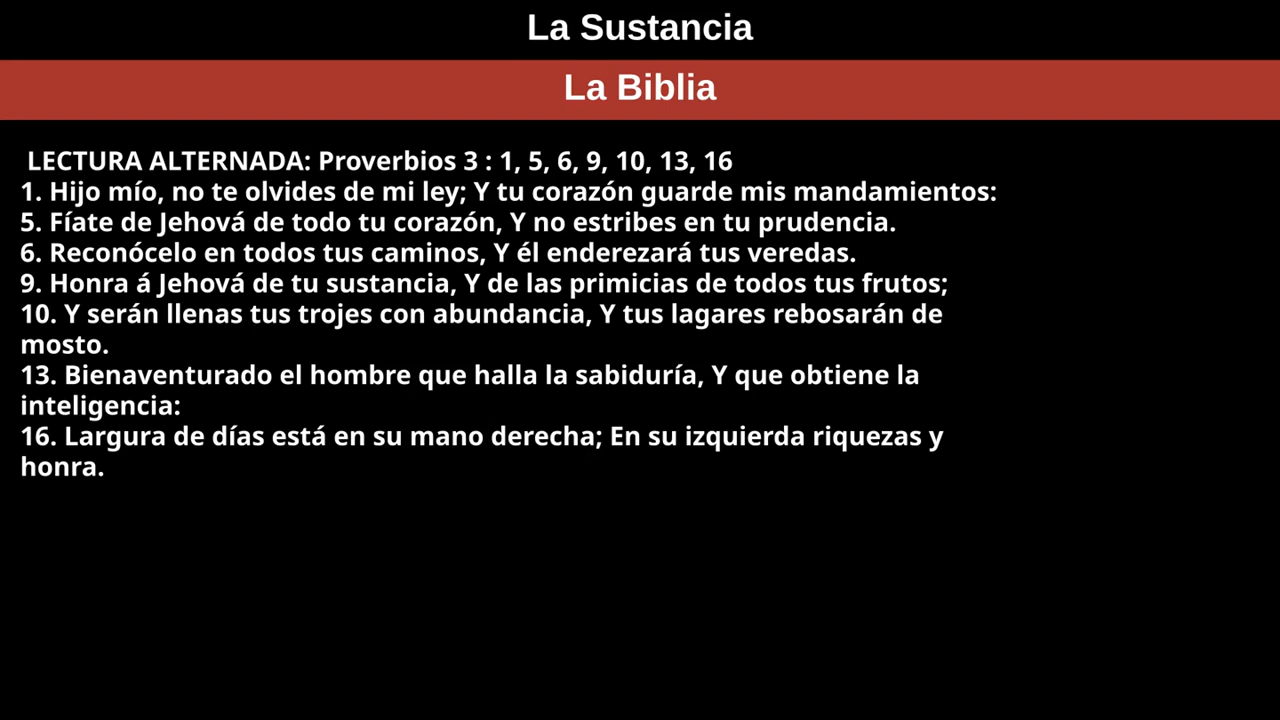 La Sustancia
La Biblia
LECTURA ALTERNADA: Proverbios 3 : 1, 5, 6, 9, 10, 13, 16
1. Hijo mío, no te olvides de mi ley; Y tu corazón guarde mis mandamientos:
5. Fíate de Jehová de todo tu corazón, Y no estribes en tu prudencia.
6. Reconócelo en todos tus caminos, Y él enderezará tus veredas.
9. Honra á Jehová de tu sustancia, Y de las primicias de todos tus frutos;
10. Y serán llenas tus trojes con abundancia, Y tus lagares rebosarán de
mosto.
13. Bienaventurado el hombre que halla la sabiduría, Y que obtiene la
inteligencia:
16. Largura de días está en su mano derecha; En su izquierda riquezas y
honra.